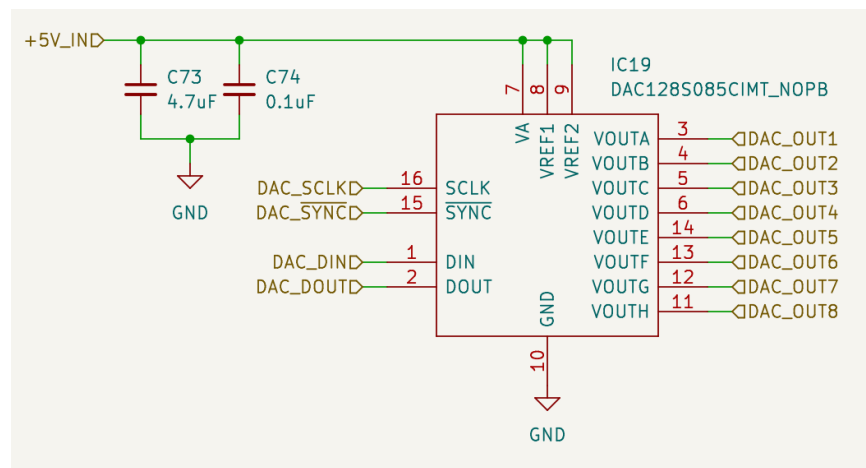 +5V_IN
C73
4.7uF
C74
0.1uF
GND
IC19
DAC128S085CIMT_NOPB
7
8
9
VA
VREF1
VREF2
DAC_SCLK
16
SCLK
DAC_SYNC
15
SYNC
DAC_DIN
1
DIN
DAC_DOUT
2
DOUT
VOUTA
3
DAC_OUT1
VOUTB
4
DAC_OUT2
VOUTC
5
DAC_OUT3
VOUTD
6
DAC_OUT4
VOUTE
14
DAC_OUT5
VOUTF
13
DAC_OUT6
VOUTG
12
DAC_OUT7
VOUTH
11
DAC_OUT8
GND
10
GND